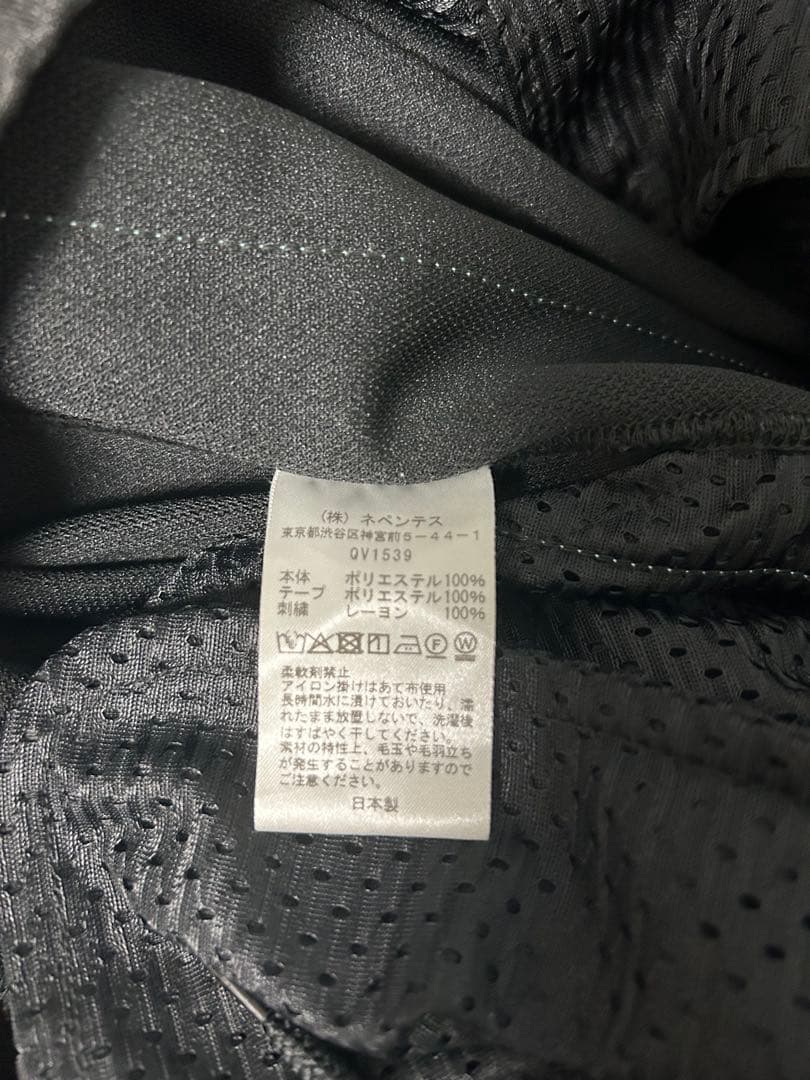 (株) ネペンテス
東京都渋谷区神宮前5-44-1
QV1539
本体 ポリエステル100%
テープ ポリエステル100%
刺繍 レーヨン 100%
F W
柔軟剤禁止
アイロン掛けはあて布使用
長時間水に漬けておいたり、濡
れたまま放置しないで、洗濯後
はすばやく干してください。
素材の特性上、毛玉や毛羽立ち
が発生することがありますので
ご注意ください。
日本製